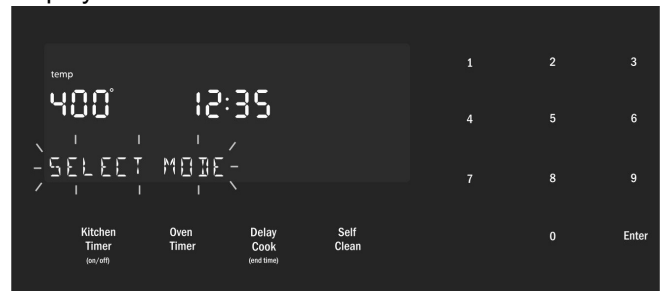 temp
400°
12:35
SELECT MODE
Kitchen
Timer
(on/off)
Oven
Timer
Delay
Cook
(end time)
Self
Clean
1 2 3
4 5 6
7 8 9
0 Enter